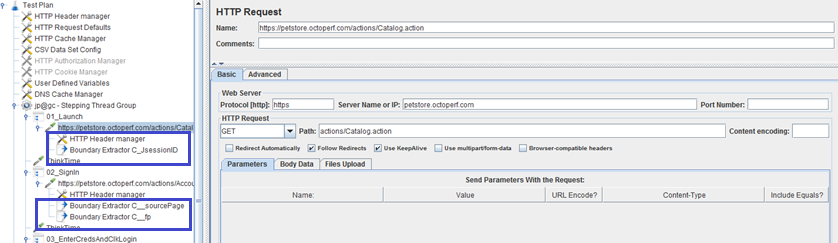 Test Plan
HTTP Header manager
HTTP Request Defaults
HTTP Cache Manager
CSV Data Set Config
HTTP Authorization Manager
HTTP Cookie Manager
User Defined Variables
DNS Cache Manager
jp@gc - Stepping Thread Group
01_Launch
https://petstore.octoperf.com/actions/Catal
HTTP Header manager
Boundary Extractor C_JsessionID
ThinkTime
02_SignIn
https://petstore.octoperf.com/actions/Accou
HTTP Header manager
Boundary Extractor C__sourcePage
Boundary Extractor C__fp
ThinkTime
03_EnterCredsAndClkLogin
HTTP Request
Name: https://petstore.octoperf.com/actions/Catalog.action
Comments:
Basic Advanced
Web Server
Protocol [http]: https Server Name or IP: petstore.octoperf.com Port Number:
HTTP Request
GET Path: actions/Catalog.action Content encoding:
Redirect Automatically Follow Redirects Use KeepAlive Use multipart/form-data Browser-compatible headers
Parameters Body Data Files Upload
Send Parameters With the Request:
Name: Value URL Encode? Content-Type Include Equals?